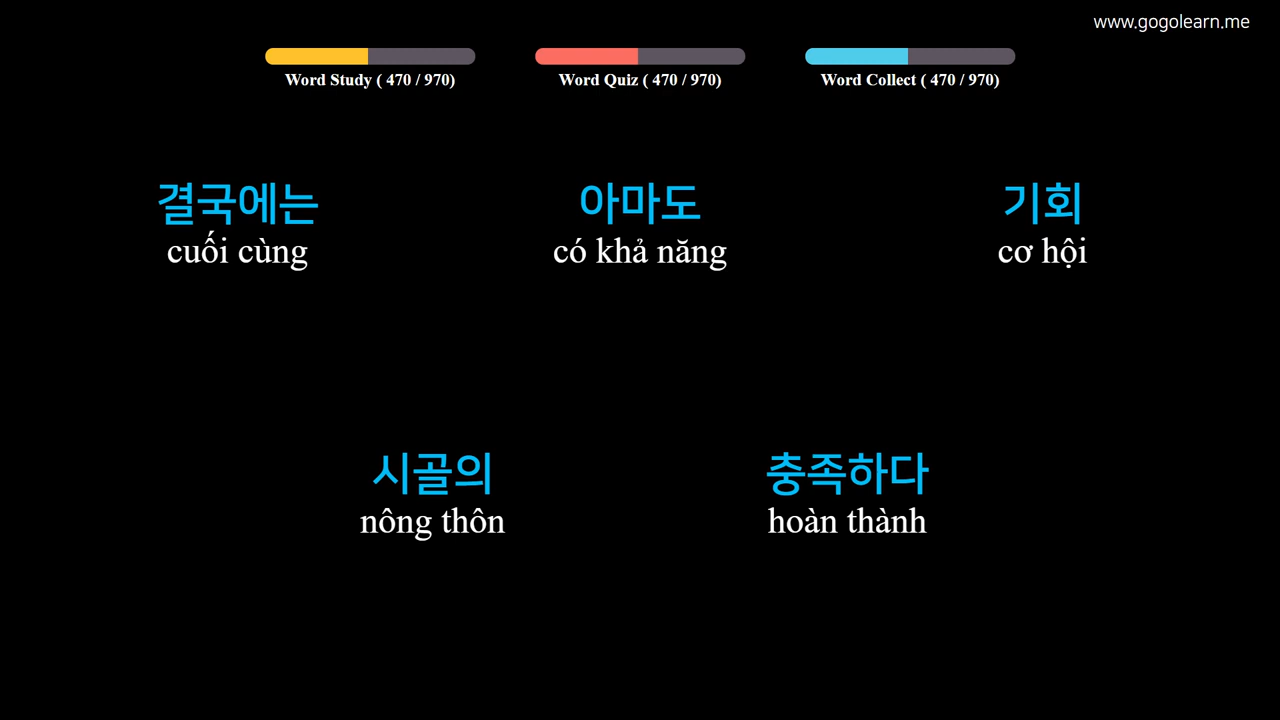 www.gogolearn.me
Word Study ( 470 / 970)
Word Quiz ( 470 / 970)
Word Collect ( 470 / 970)
결국에는
cuối cùng
아마도
có khả năng
기회
cơ hội
시골의
nông thôn
충족하다
hoàn thành